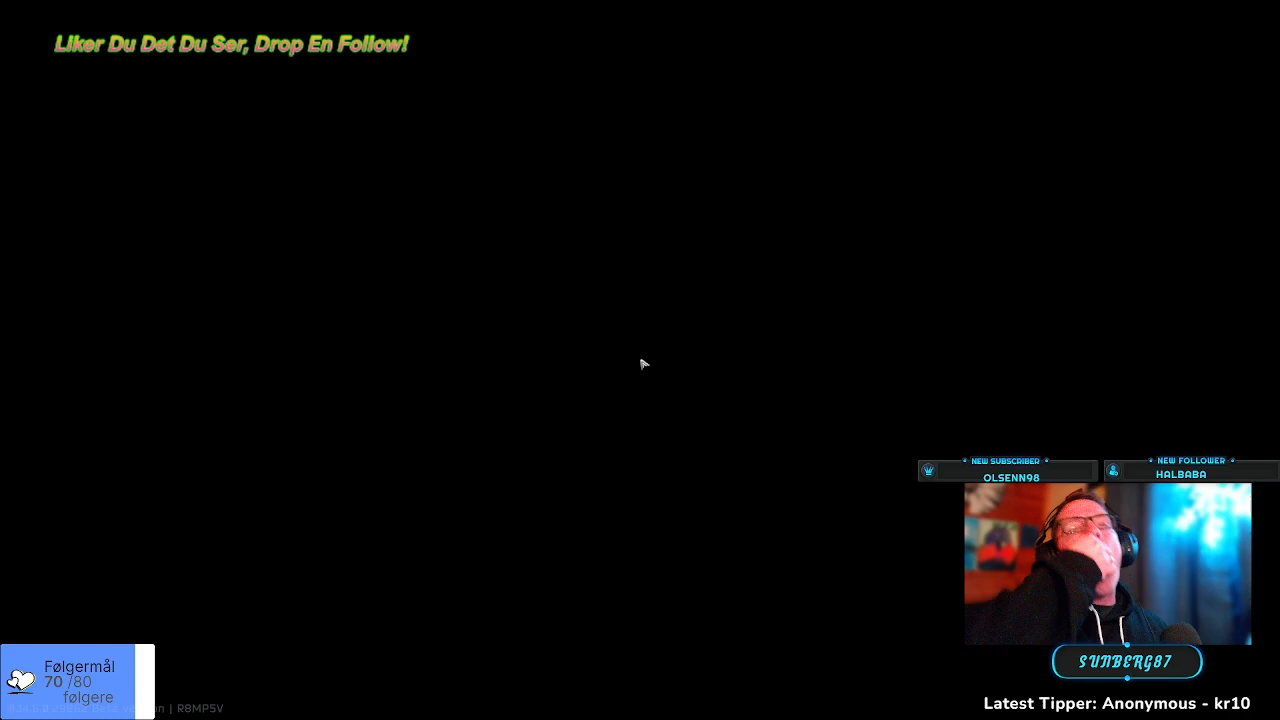 Liker Du Det Du Ser, Drop En Follow!
NEW SUBSCRIBER
OLSENN98
NEW FOLLOWER
HALBABA
SUNBERG87
Latest Tipper: Anonymous - kr10
Følgermål
70 /80
følgere
| R8MP5V